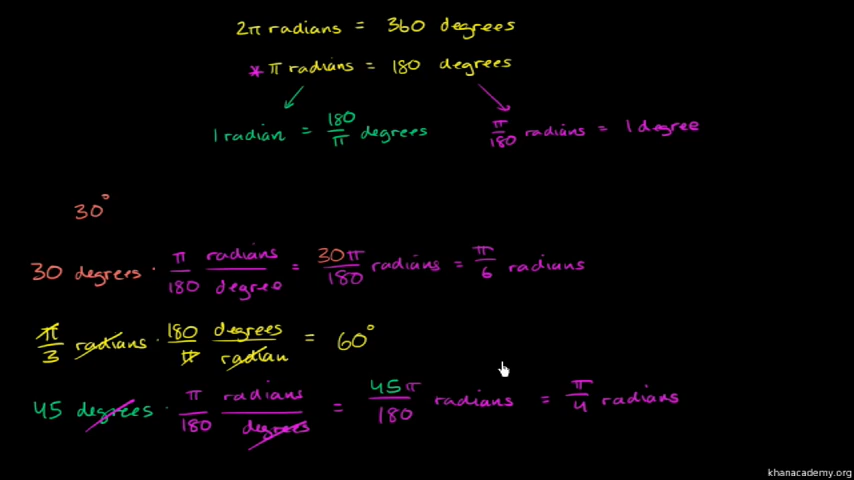 2π radians = 360 degrees
* π radians = 180 degrees
1 radian = 180/π degrees    π/180 radians = 1 degree
30°
30 degrees · π/180 radians/degree = 30π/180 radians = π/6 radians
π/3 radians · 180/π degrees/radian = 60°
45 degrees · π/180 radians/degrees = 45π/180 radians = π/4 radians
khanacademy.org